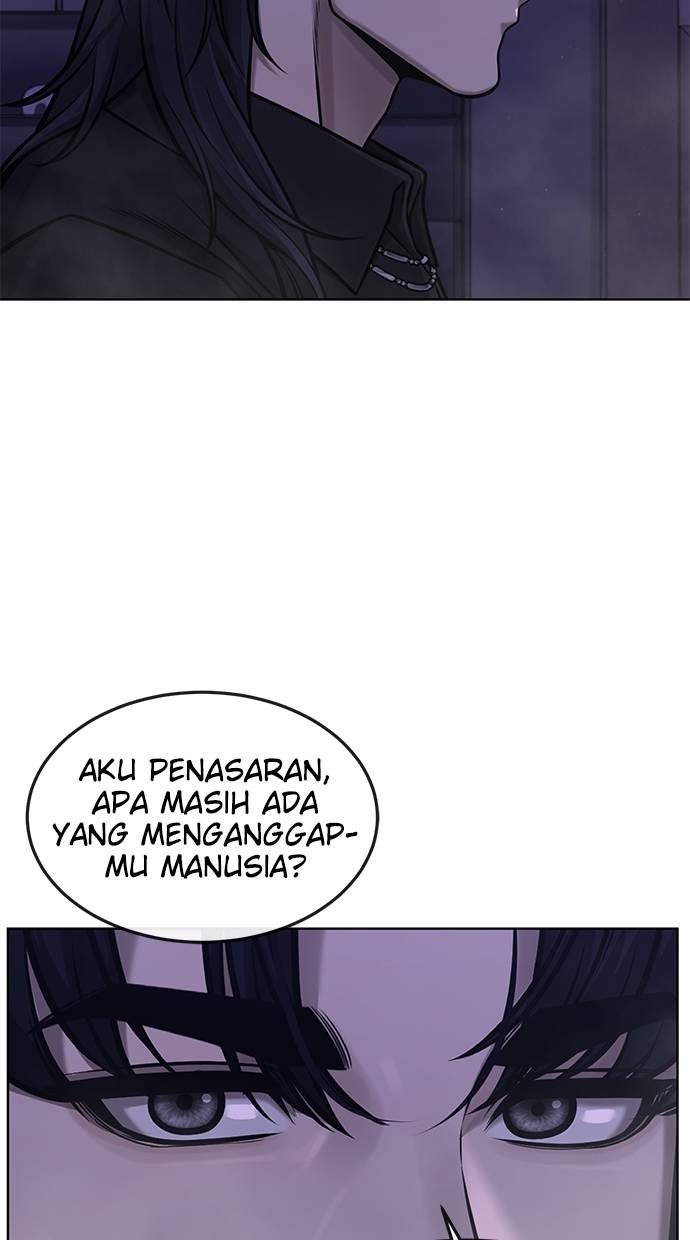 AKU PENASARAN,
APA MASIH ADA
YANG MENGANGGAP-
MU MANUSIA?